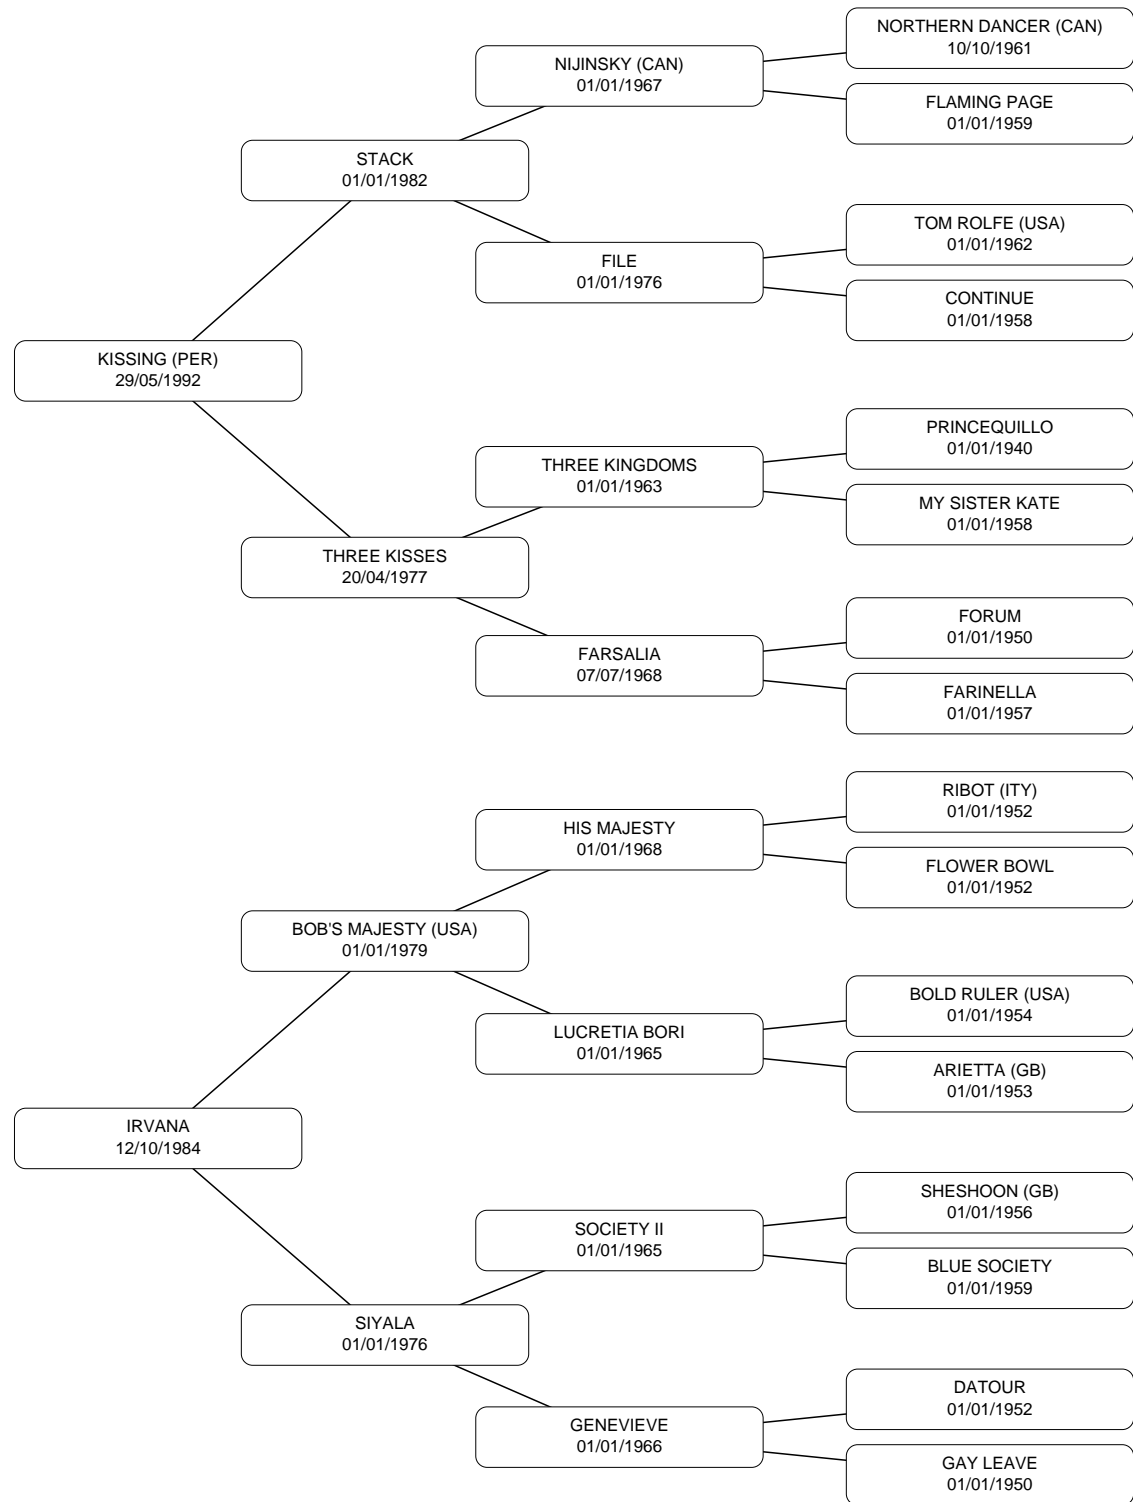 NORTHERN DANCER (CAN)
10/10/1961
NIJINSKY (CAN)
01/01/1967
FLAMING PAGE
01/01/1959
STACK
01/01/1982
TOM ROLFE (USA)
01/01/1962
FILE
01/01/1976
CONTINUE
01/01/1958
KISSING (PER)
29/05/1992
PRINCEQUILLO
01/01/1940
THREE KINGDOMS
01/01/1963
MY SISTER KATE
01/01/1958
THREE KISSES
20/04/1977
FORUM
01/01/1950
FARSALIA
07/07/1968
FARINELLA
01/01/1957
RIBOT (ITY)
01/01/1952
HIS MAJESTY
01/01/1968
FLOWER BOWL
01/01/1952
BOB'S MAJESTY (USA)
01/01/1979
BOLD RULER (USA)
01/01/1954
LUCRETIA BORI
01/01/1965
ARIETTA (GB)
01/01/1953
IRVANA
12/10/1984
SHESHOON (GB)
01/01/1956
SOCIETY II
01/01/1965
BLUE SOCIETY
01/01/1959
SIYALA
01/01/1976
DATOUR
01/01/1952
GENEVIEVE
01/01/1966
GAY LEAVE
01/01/1950